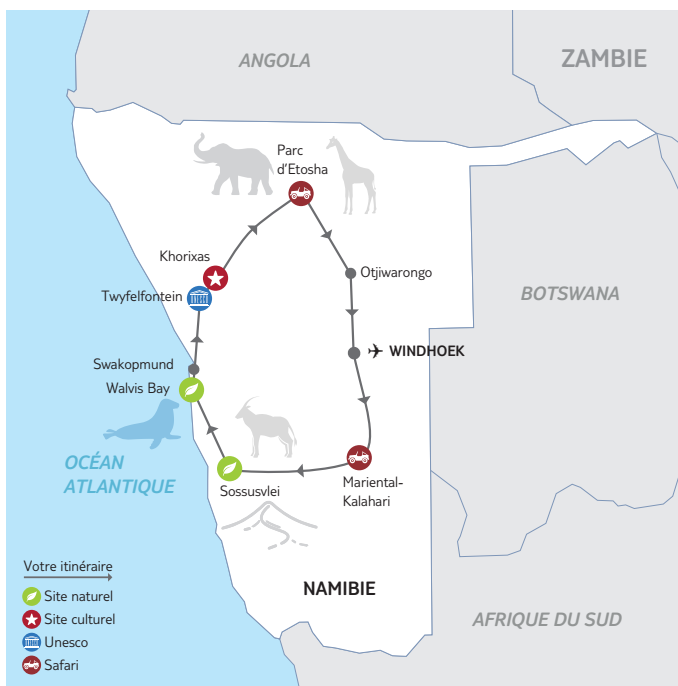 ANGOLA
ZAMBIE
Parc
d'Etosha
Khorixas
Otjiwarongo
Twyfelfontein
UNESCO
BOTSWANA
WINDHOEK
Swakopmund
Walvis Bay
OCÉAN
ATLANTIQUE
Sossusvlei
Mariental-
Kalahari
Votre itinéraire
NAMIBIE
Site naturel
Site culturel
AFRIQUE DU SUD
Unesco
Safari